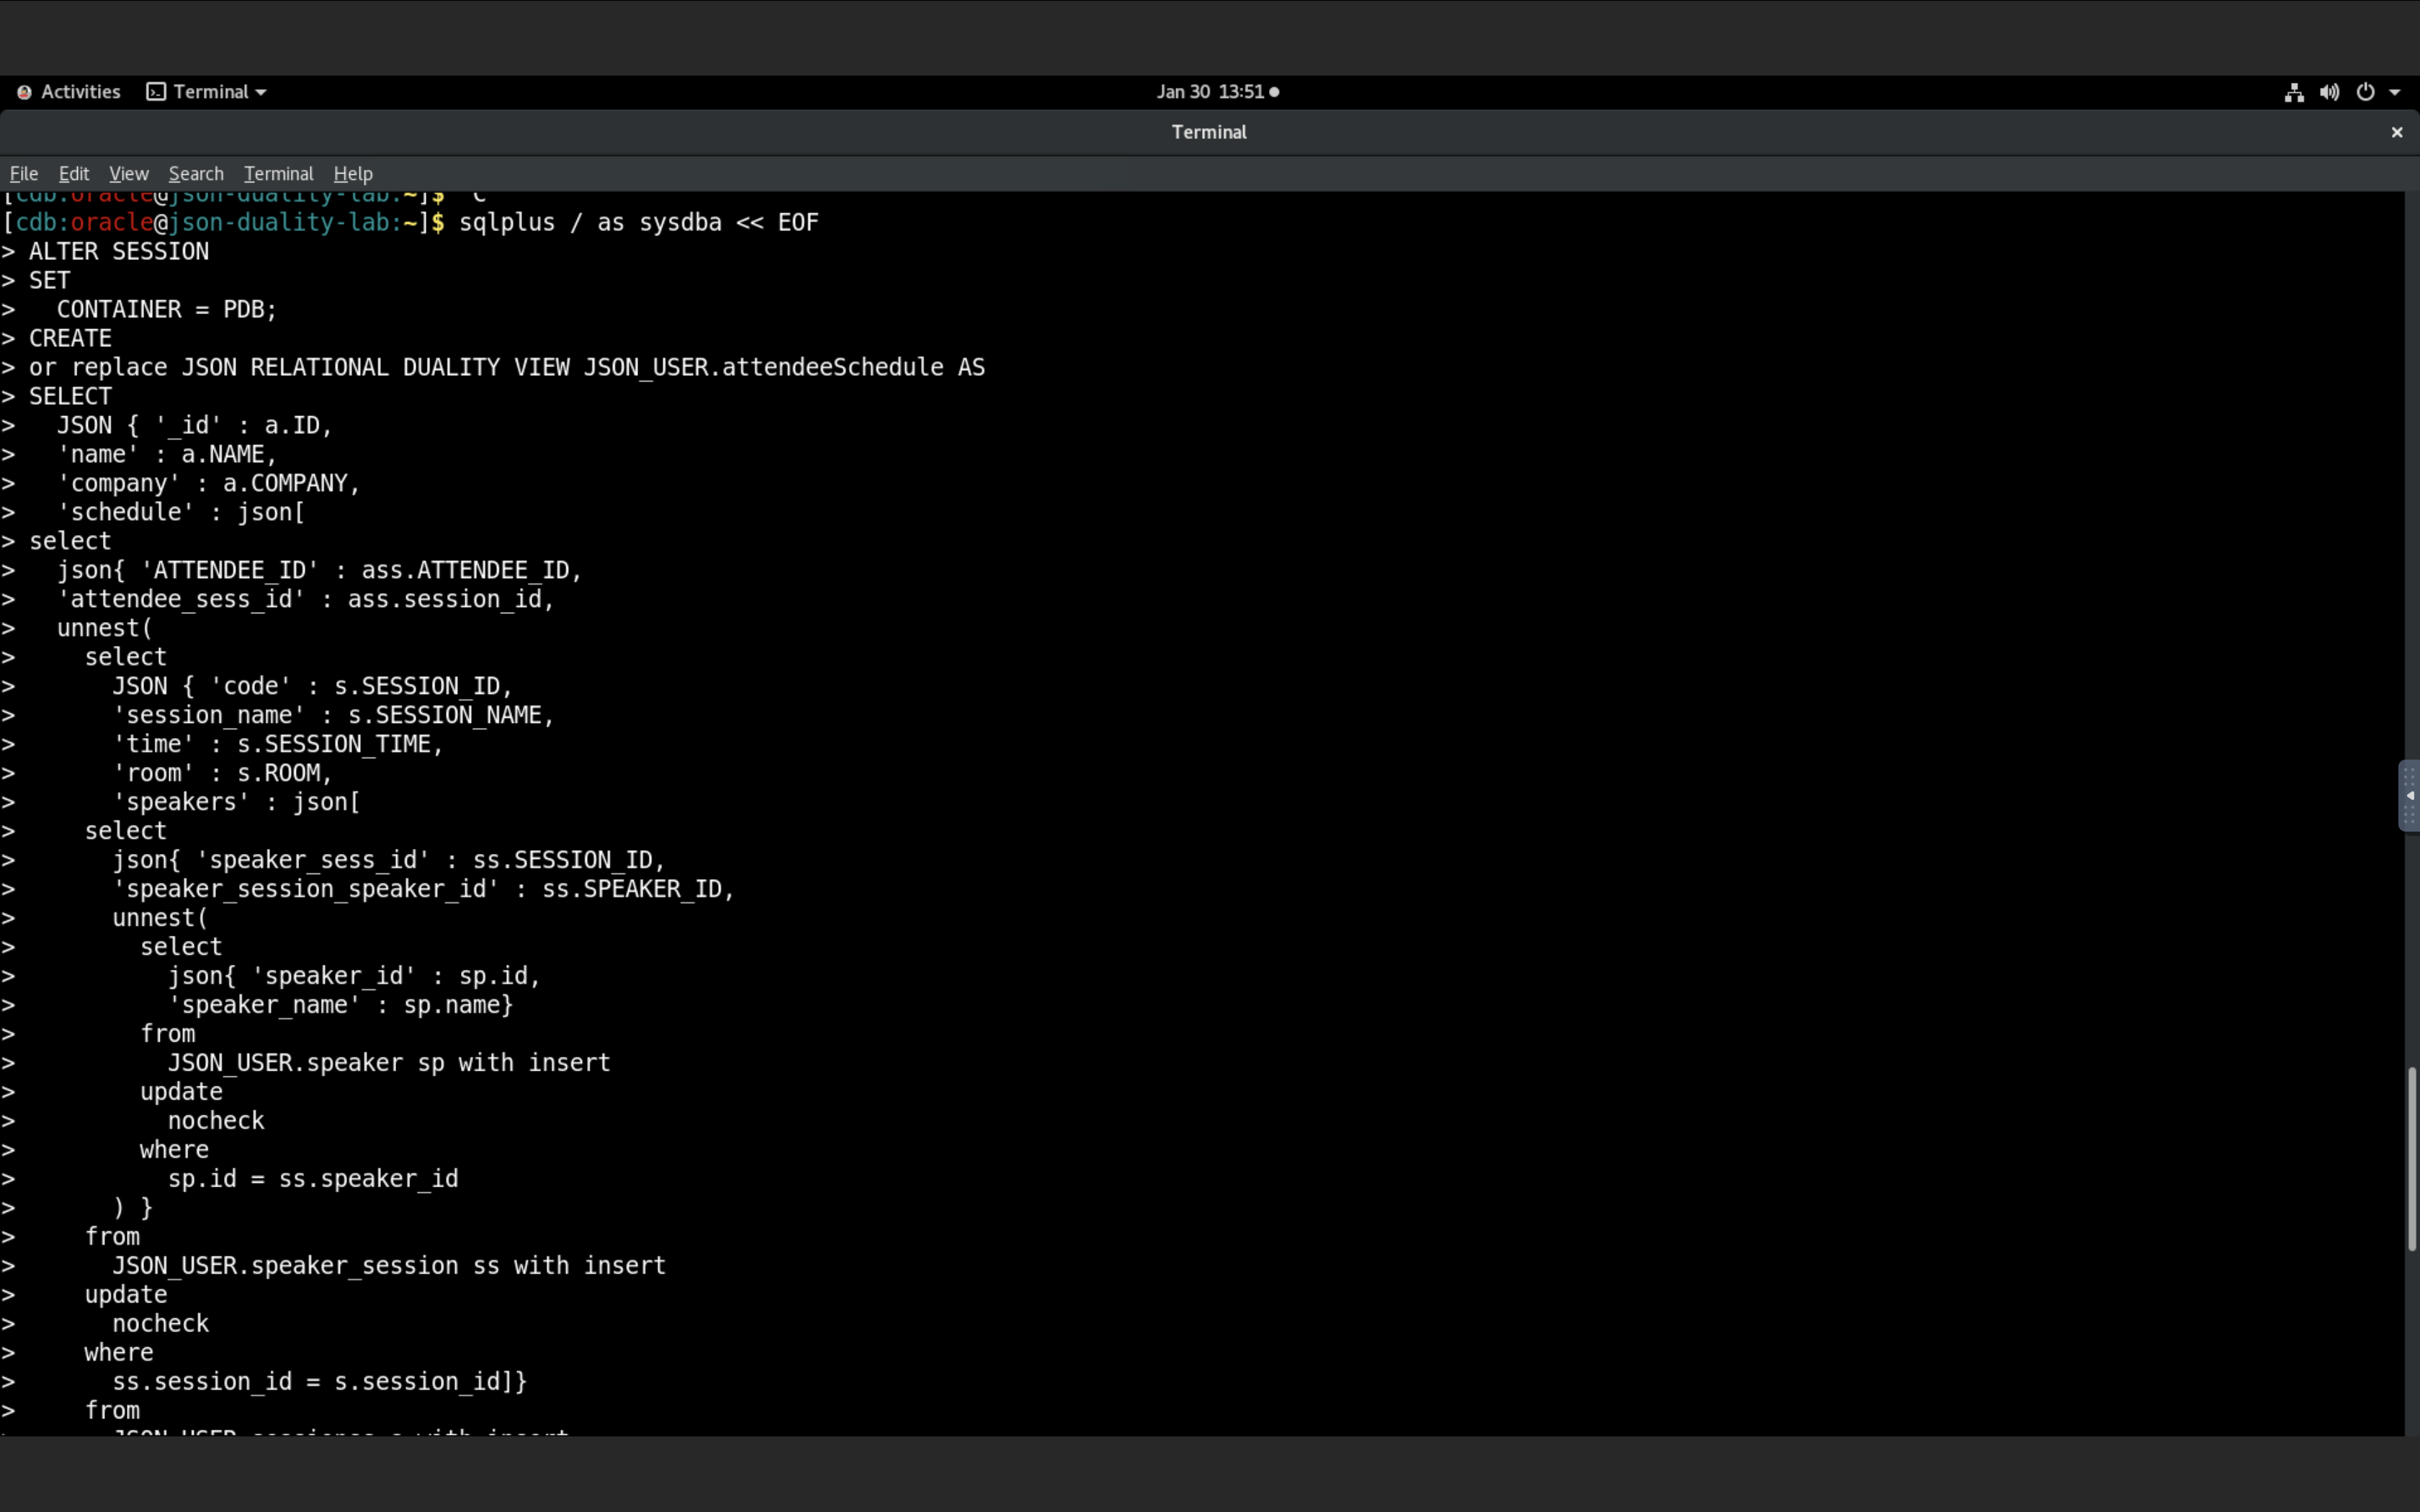 Activities Terminal Jan 30 13:51
Terminal
File Edit View Search Terminal Help
[cdb:oracle@json-duality-lab:~]$ ^C
[cdb:oracle@json-duality-lab:~]$ sqlplus / as sysdba << EOF
> ALTER SESSION
> SET
>   CONTAINER = PDB;
> CREATE
> or replace JSON RELATIONAL DUALITY VIEW JSON_USER.attendeeSchedule AS
> SELECT
>   JSON { '_id' : a.ID,
>   'name' : a.NAME,
>   'company' : a.COMPANY,
>   'schedule' : json[
> select
>   json{ 'ATTENDEE_ID' : ass.ATTENDEE_ID,
>   'attendee_sess_id' : ass.session_id,
>   unnest(
>     select
>       JSON { 'code' : s.SESSION_ID,
>       'session_name' : s.SESSION_NAME,
>       'time' : s.SESSION_TIME,
>       'room' : s.ROOM,
>       'speakers' : json[
>     select
>       json{ 'speaker_sess_id' : ss.SESSION_ID,
>       'speaker_session_speaker_id' : ss.SPEAKER_ID,
>       unnest(
>         select
>           json{ 'speaker_id' : sp.id,
>           'speaker_name' : sp.name}
>         from
>           JSON_USER.speaker sp with insert
>         update
>           nocheck
>         where
>           sp.id = ss.speaker_id
>       ) }
>     from
>       JSON_USER.speaker_session ss with insert
>     update
>       nocheck
>     where
>       ss.session_id = s.session_id]}
>     from